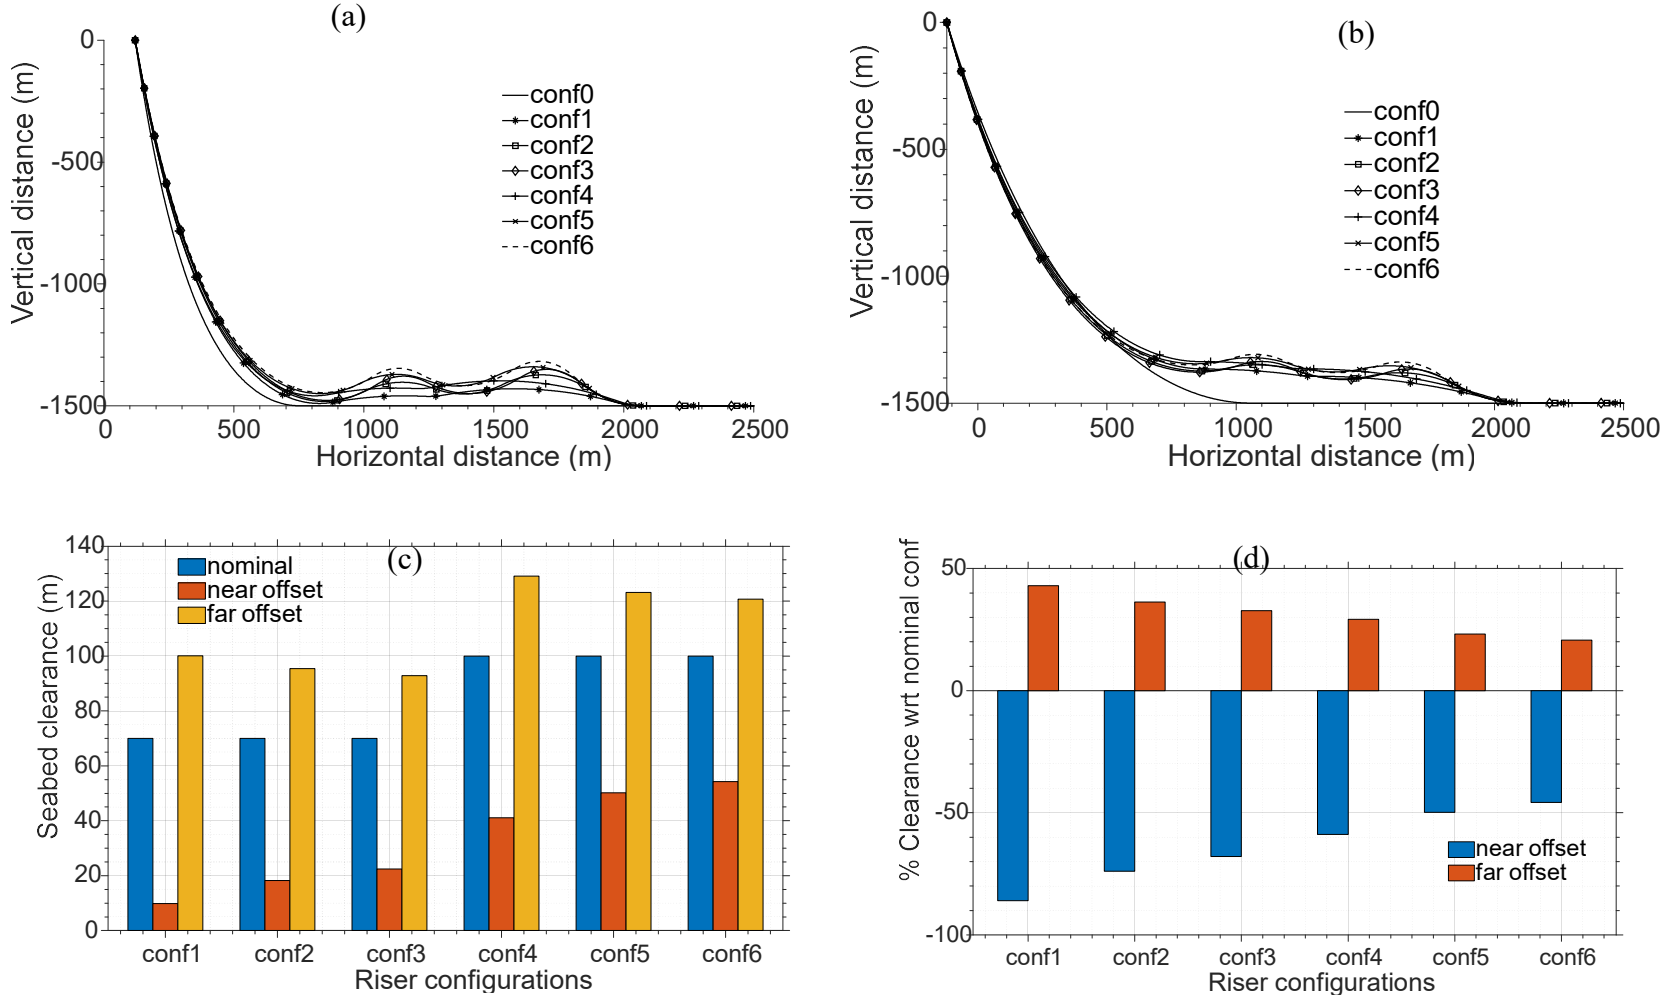 (a)
Vertical distance (m)
0
-500
-1000
-1500
conf0
conf1
conf2
conf3
conf4
conf5
conf6
0
500
1000
1500
2000
2500
Horizontal distance (m)
(b)
Vertical distance (m)
0
-500
-1000
-1500
conf0
conf1
conf2
conf3
conf4
conf5
conf6
0
500
1000
1500
2000
2500
Horizontal distance (m)
(c)
Seabed clearance (m)
140
120
100
80
60
40
20
0
nominal
near offset
far offset
conf1
conf2
conf3
conf4
conf5
conf6
Riser configurations
(d)
% Clearance wrt nominal conf
50
0
-50
-100
near offset
far offset
conf1
conf2
conf3
conf4
conf5
conf6
Riser configurations